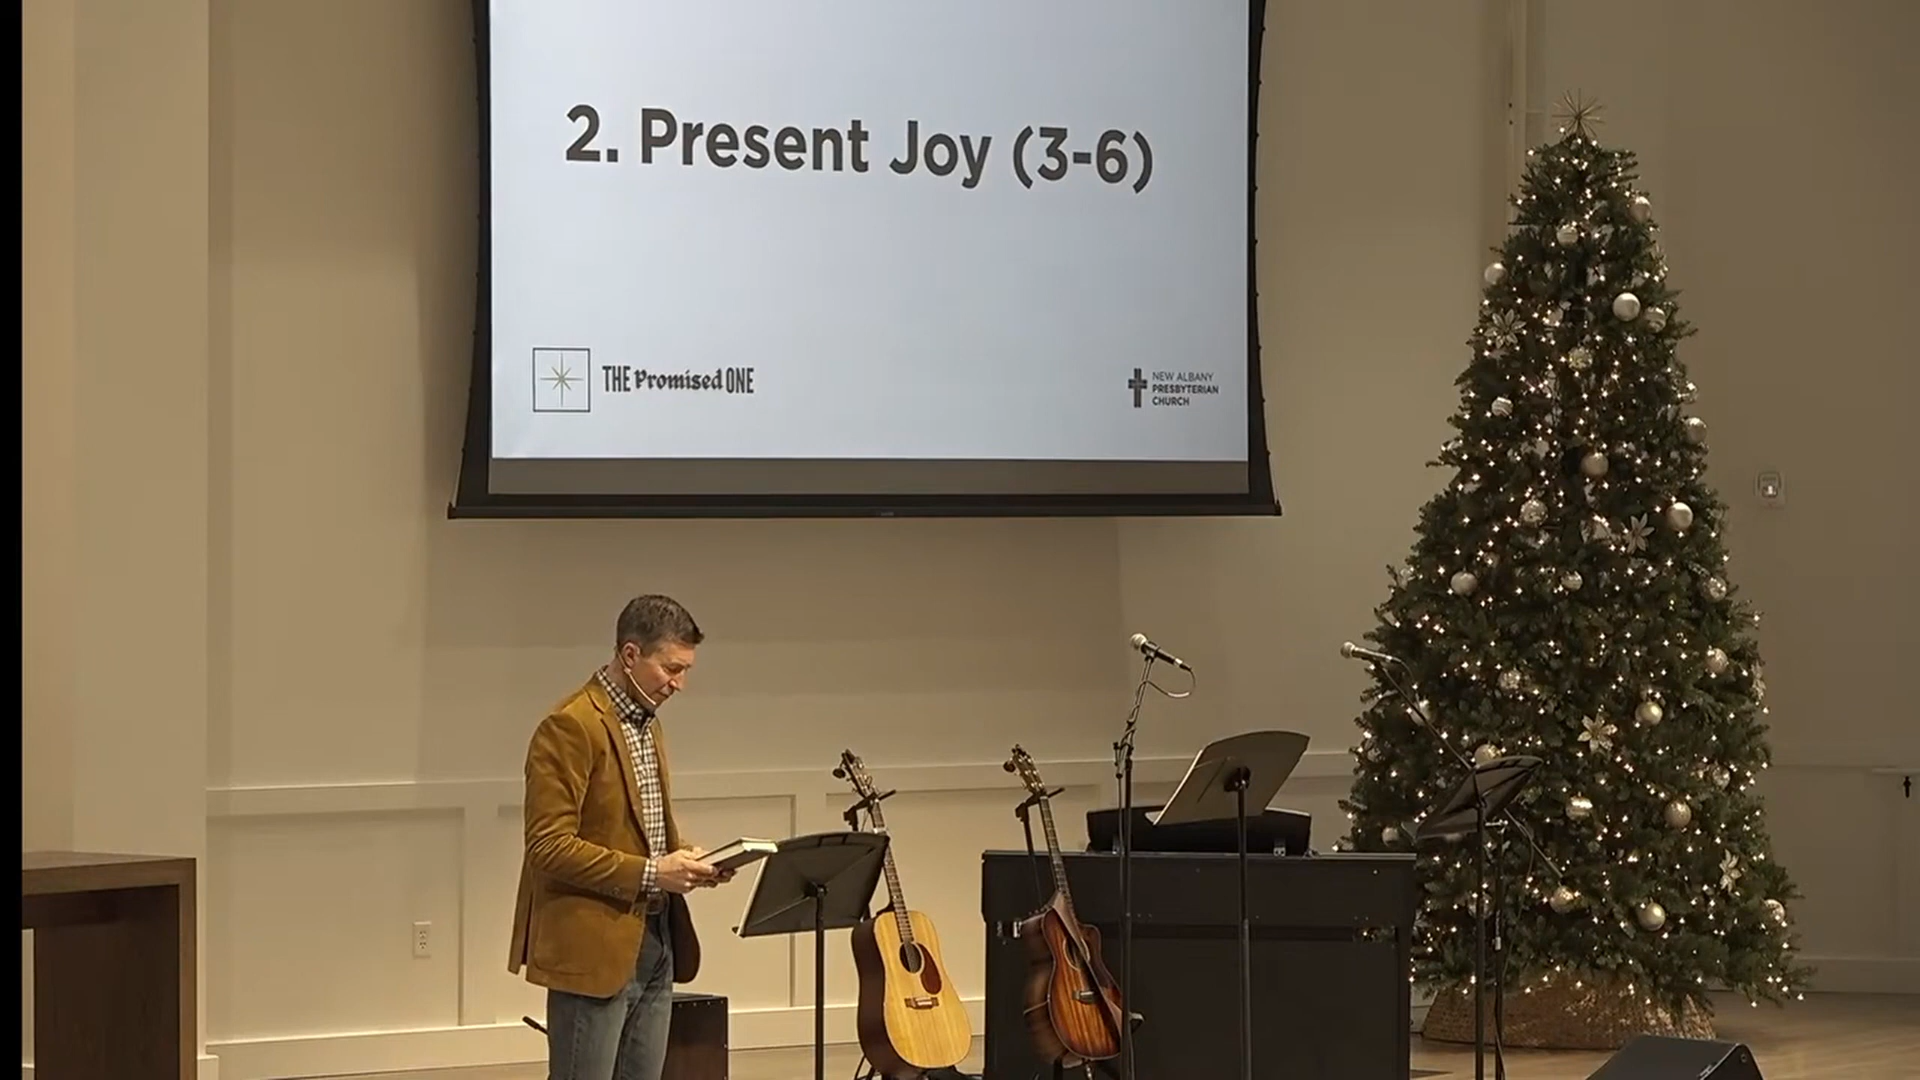 2. Present Joy (3-6)
THE Promised ONE
NEW ALBANY
PRESBYTERIAN
CHURCH